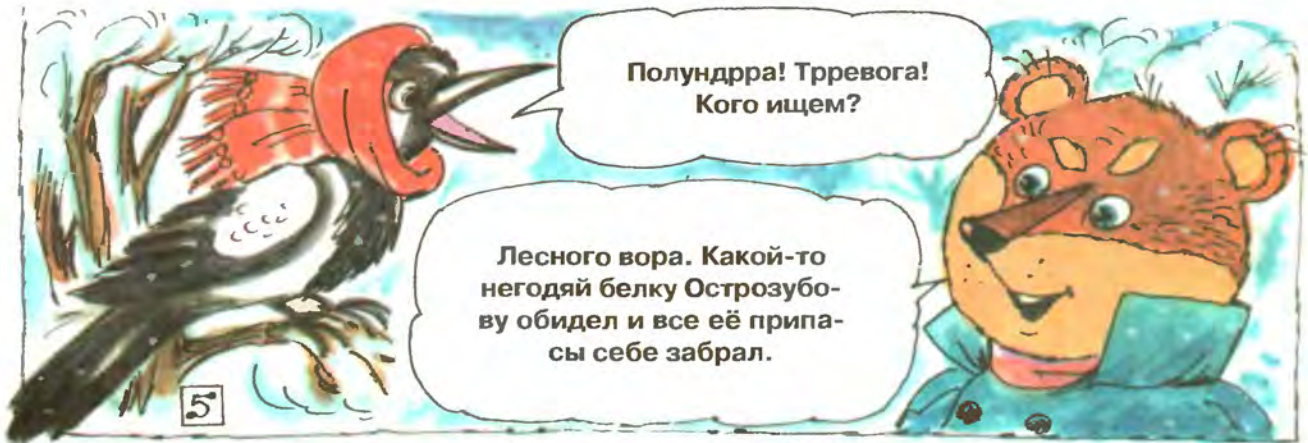 Полундрра! Трревога!
Кого ищем?
Лесного вора. Какой-то
негодяй белку Острозубо-
ву обидел и все её припа-
сы себе забрал.
5